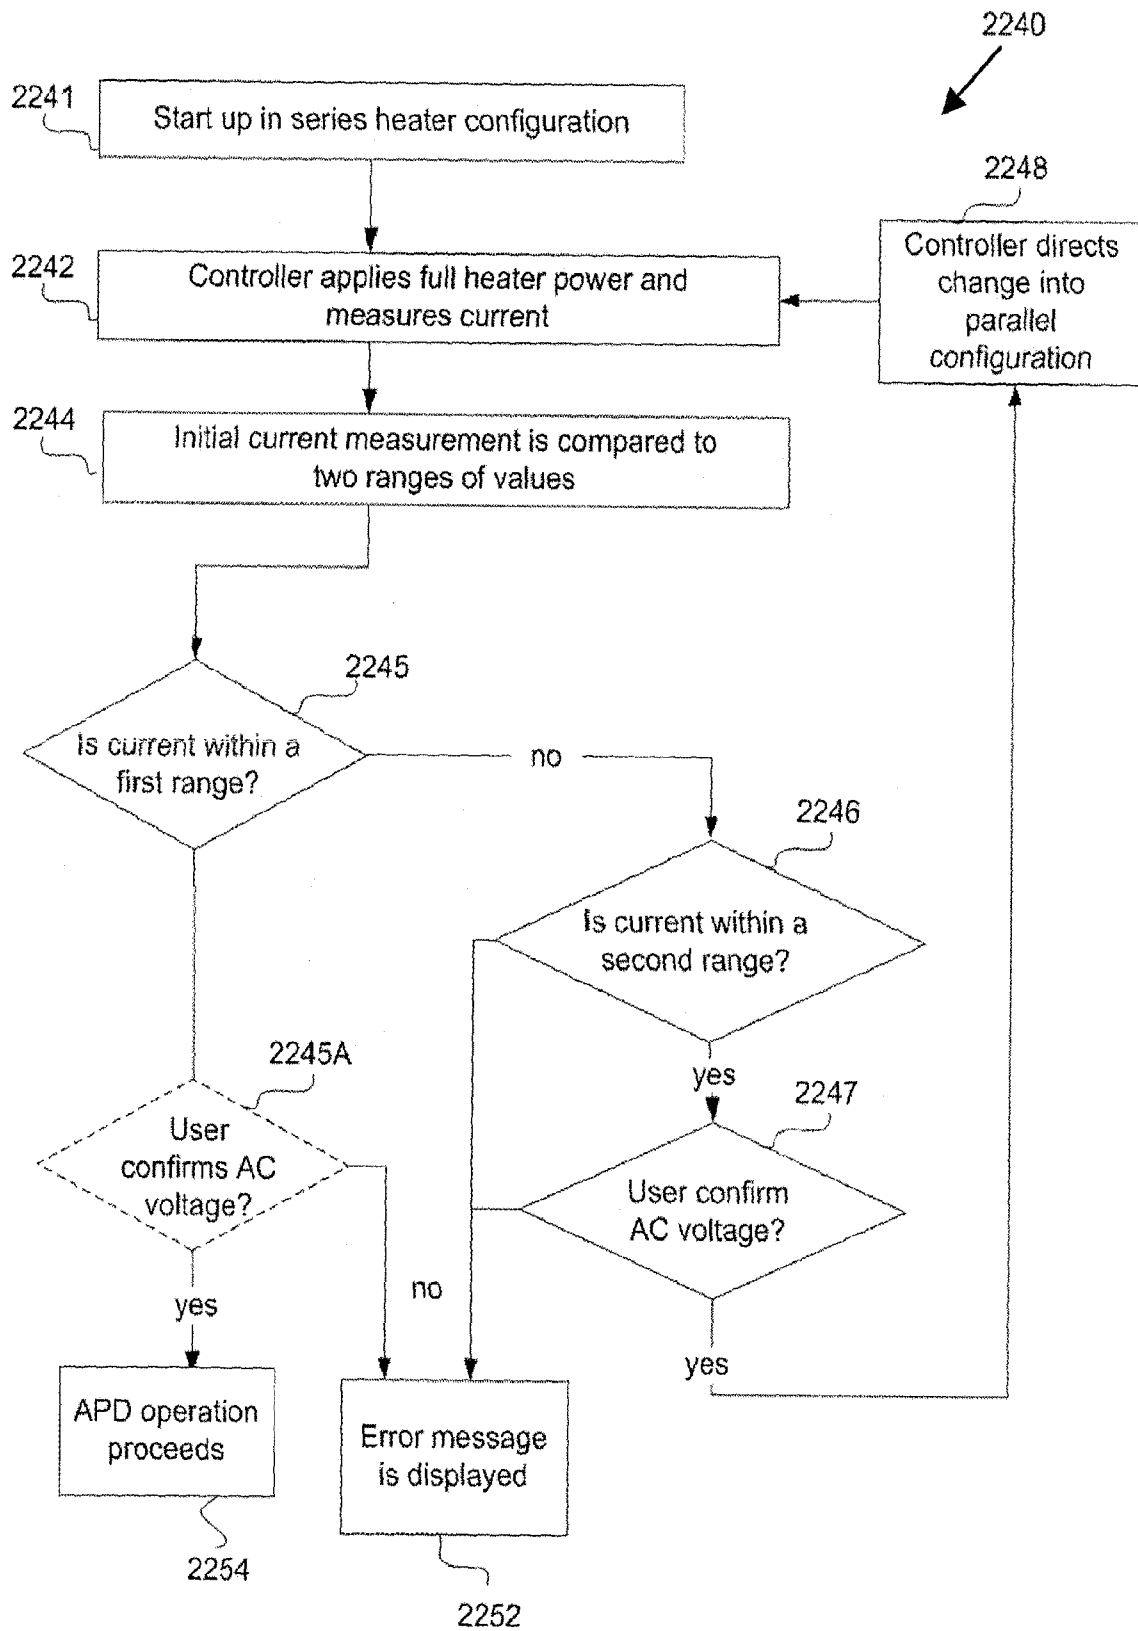 2240
2241
Start up in series heater configuration
2248
Controller directs
change into
parallel
configuration
2242
Controller applies full heater power and
measures current
2244
Initial current measurement is compared to
two ranges of values
2245
Is current within a
first range?
no
2246
Is current within a
second range?
yes
2245A
User
confirms AC
voltage?
2247
User confirm
AC voltage?
no
yes
yes
APD operation
proceeds
Error message
is displayed
2254
2252